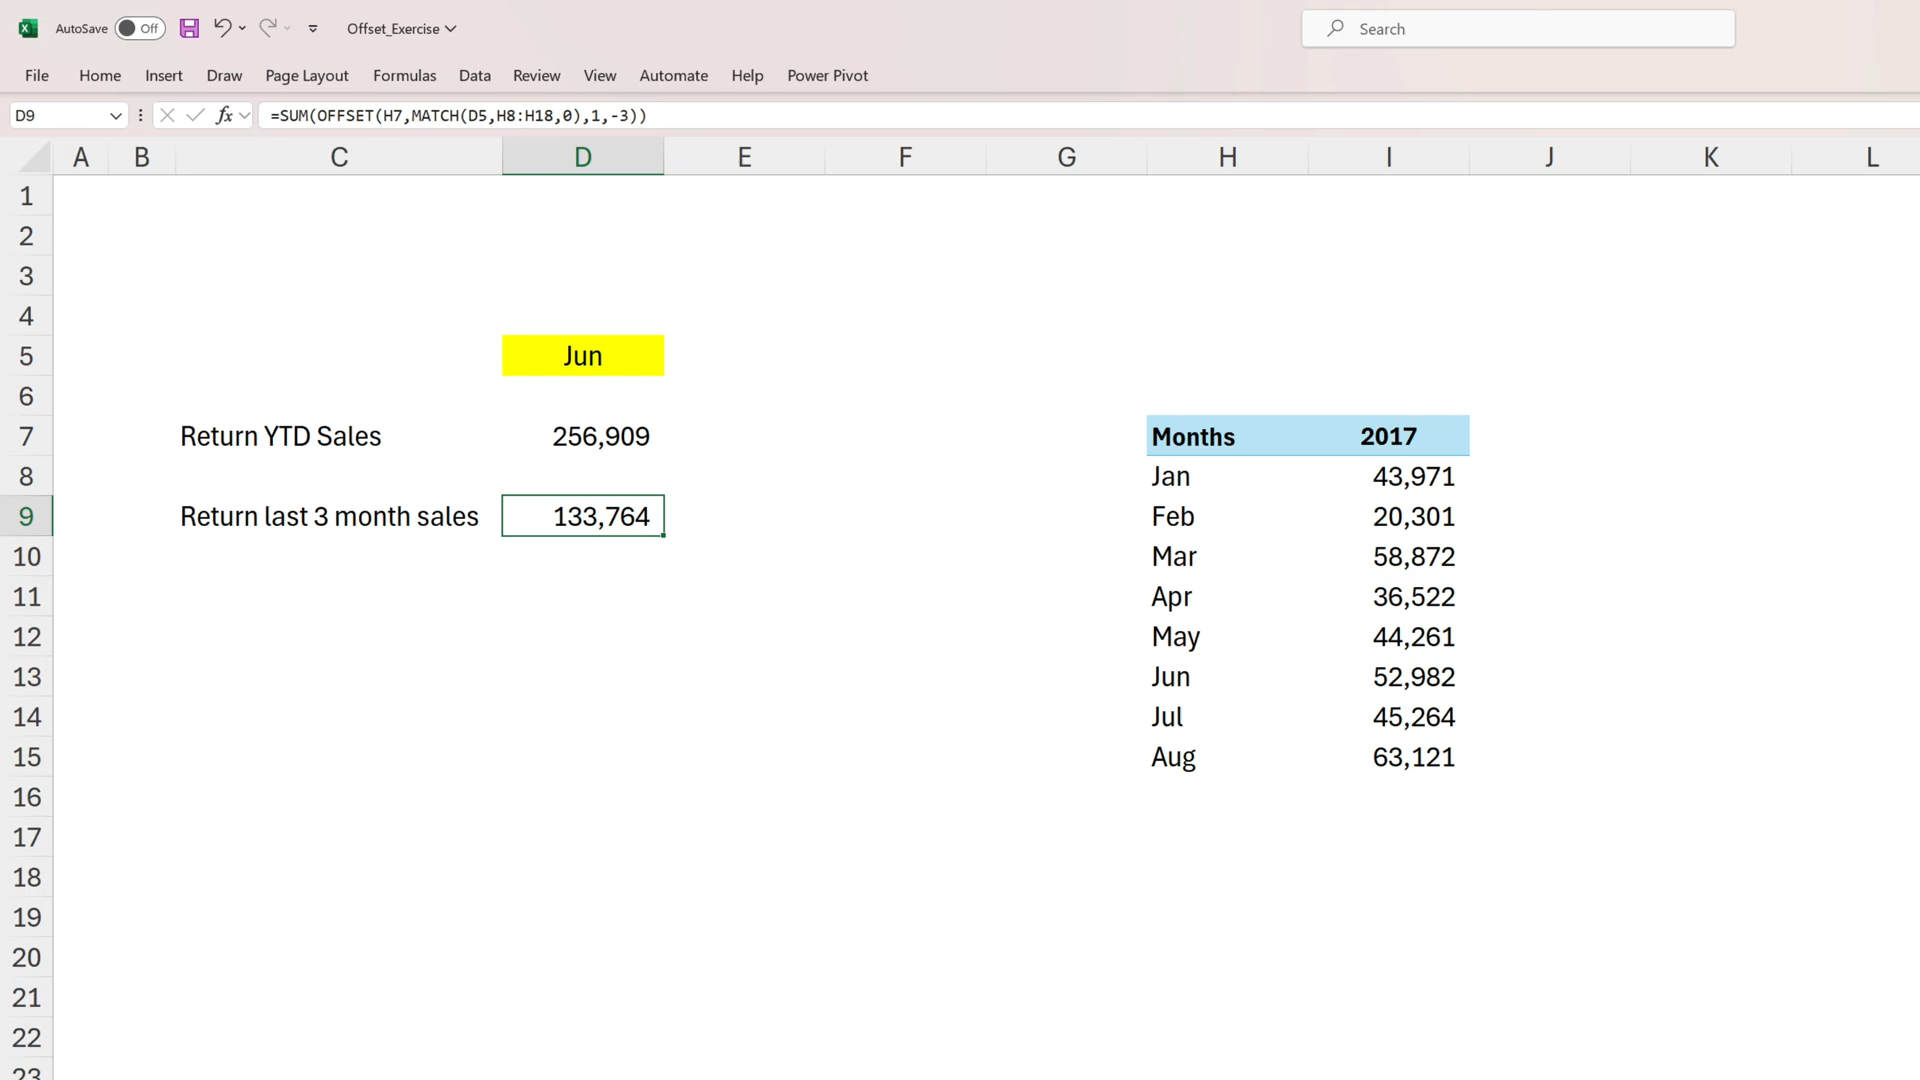 AutoSave Off Offset_Exercise Search
File Home Insert Draw Page Layout Formulas Data Review View Automate Help Power Pivot
D9 fx =SUM(OFFSET(H7,MATCH(D5,H8:H18,0),1,-3))
A B C D E F G H I J K L
1
2
3
4
5 Jun
6
7 Return YTD Sales 256,909 Months 2017
8 Jan 43,971
9 Return last 3 month sales 133,764 Feb 20,301
10 Mar 58,872
11 Apr 36,522
12 May 44,261
13 Jun 52,982
14 Jul 45,264
15 Aug 63,121
16
17
18
19
20
21
22
23